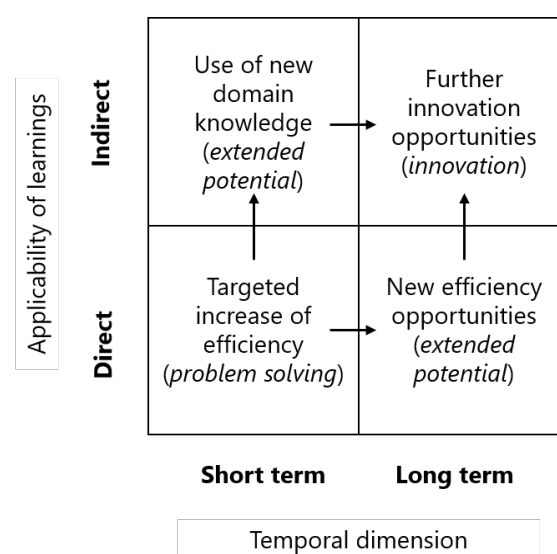 Applicability of learnings
Indirect
Direct
Use of new
domain
knowledge
(extended
potential)
Further
innovation
opportunities
(innovation)
Targeted
increase of
efficiency
(problem solving)
New efficiency
opportunities
(extended
potential)
Short term
Long term
Temporal dimension